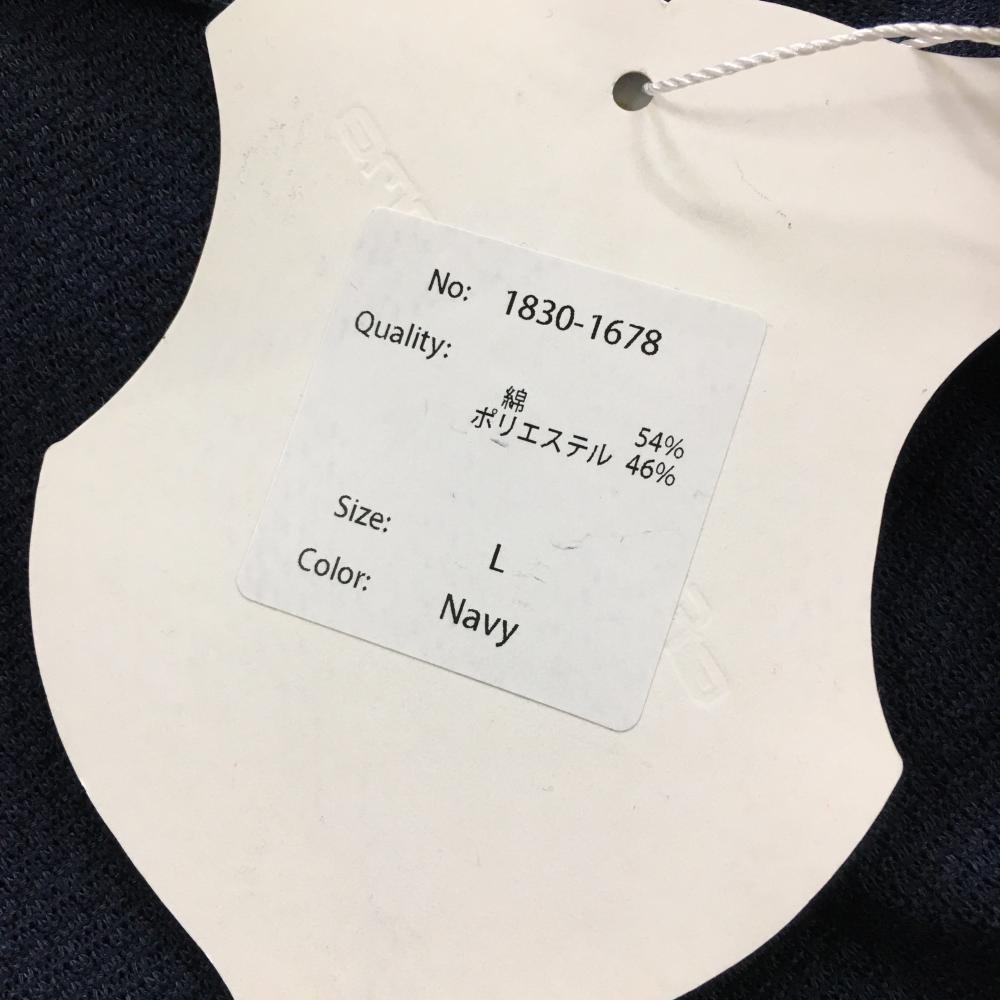 No: 1830-1678
Quality:
綿 54%
ポリエステル 46%
Size: L
Color: Navy